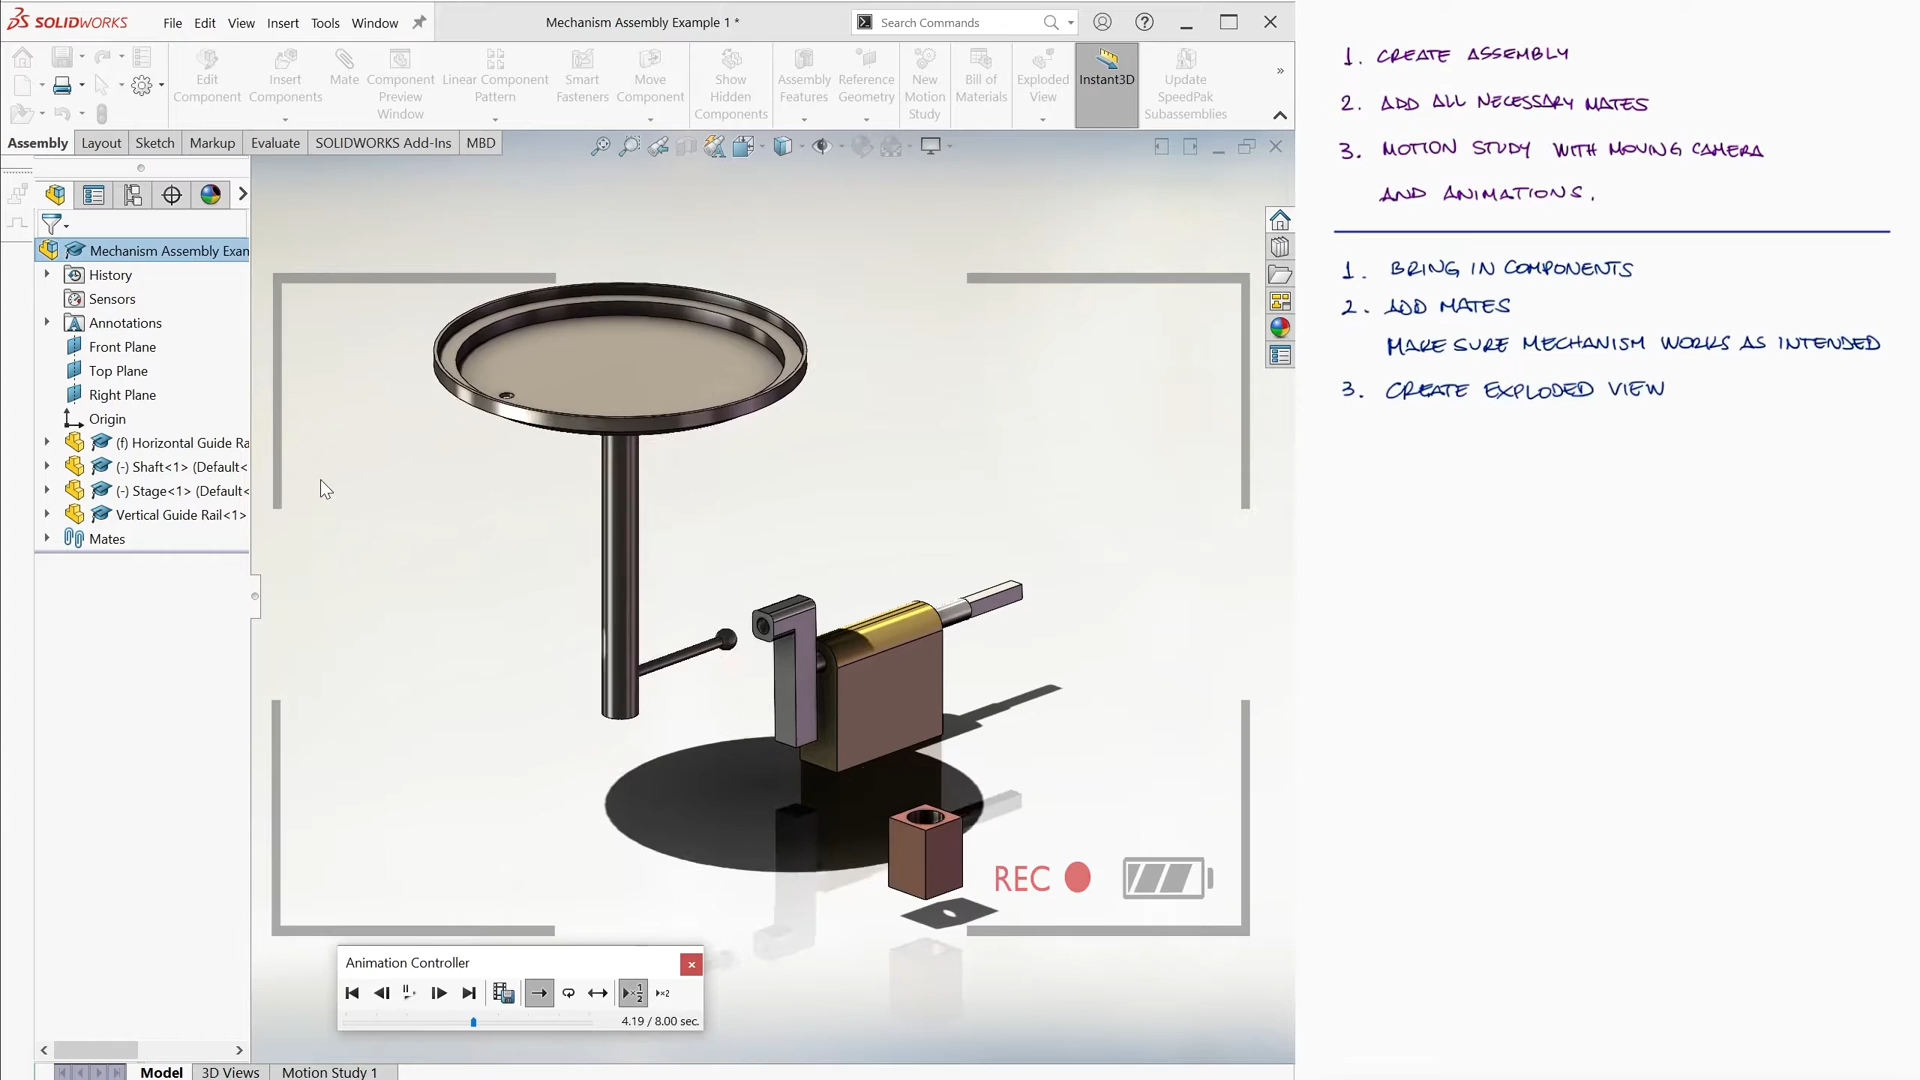 SOLIDWORKS
File Edit View Insert Tools Window
Mechanism Assembly Example 1 *
Search Commands
Edit Component
Insert Components
Mate
Component Preview Window
Linear Component Pattern
Smart Fasteners
Move Component
Show Hidden Components
Assembly Features
Reference Geometry
New Motion Study
Bill of Materials
Exploded View
Instant3D
Update SpeedPak Subassemblies
Assembly Layout Sketch Markup Evaluate SOLIDWORKS Add-Ins MBD
Mechanism Assembly Exan
History
Sensors
Annotations
Front Plane
Top Plane
Right Plane
Origin
(f) Horizontal Guide Ra
(-) Shaft<1> (Default<
(-) Stage<1> (Default<
Vertical Guide Rail<1>
Mates
REC
Animation Controller
4.19 / 8.00 sec.
Model 3D Views Motion Study 1
1. CREATE ASSEMBLY
2. ADD ALL NECESSARY MATES
3. MOTION STUDY WITH MOVING CAMERA
AND ANIMATIONS.
1. BRING IN COMPONENTS
2. ADD MATES
MAKE SURE MECHANISM WORKS AS INTENDED
3. CREATE EXPLODED VIEW